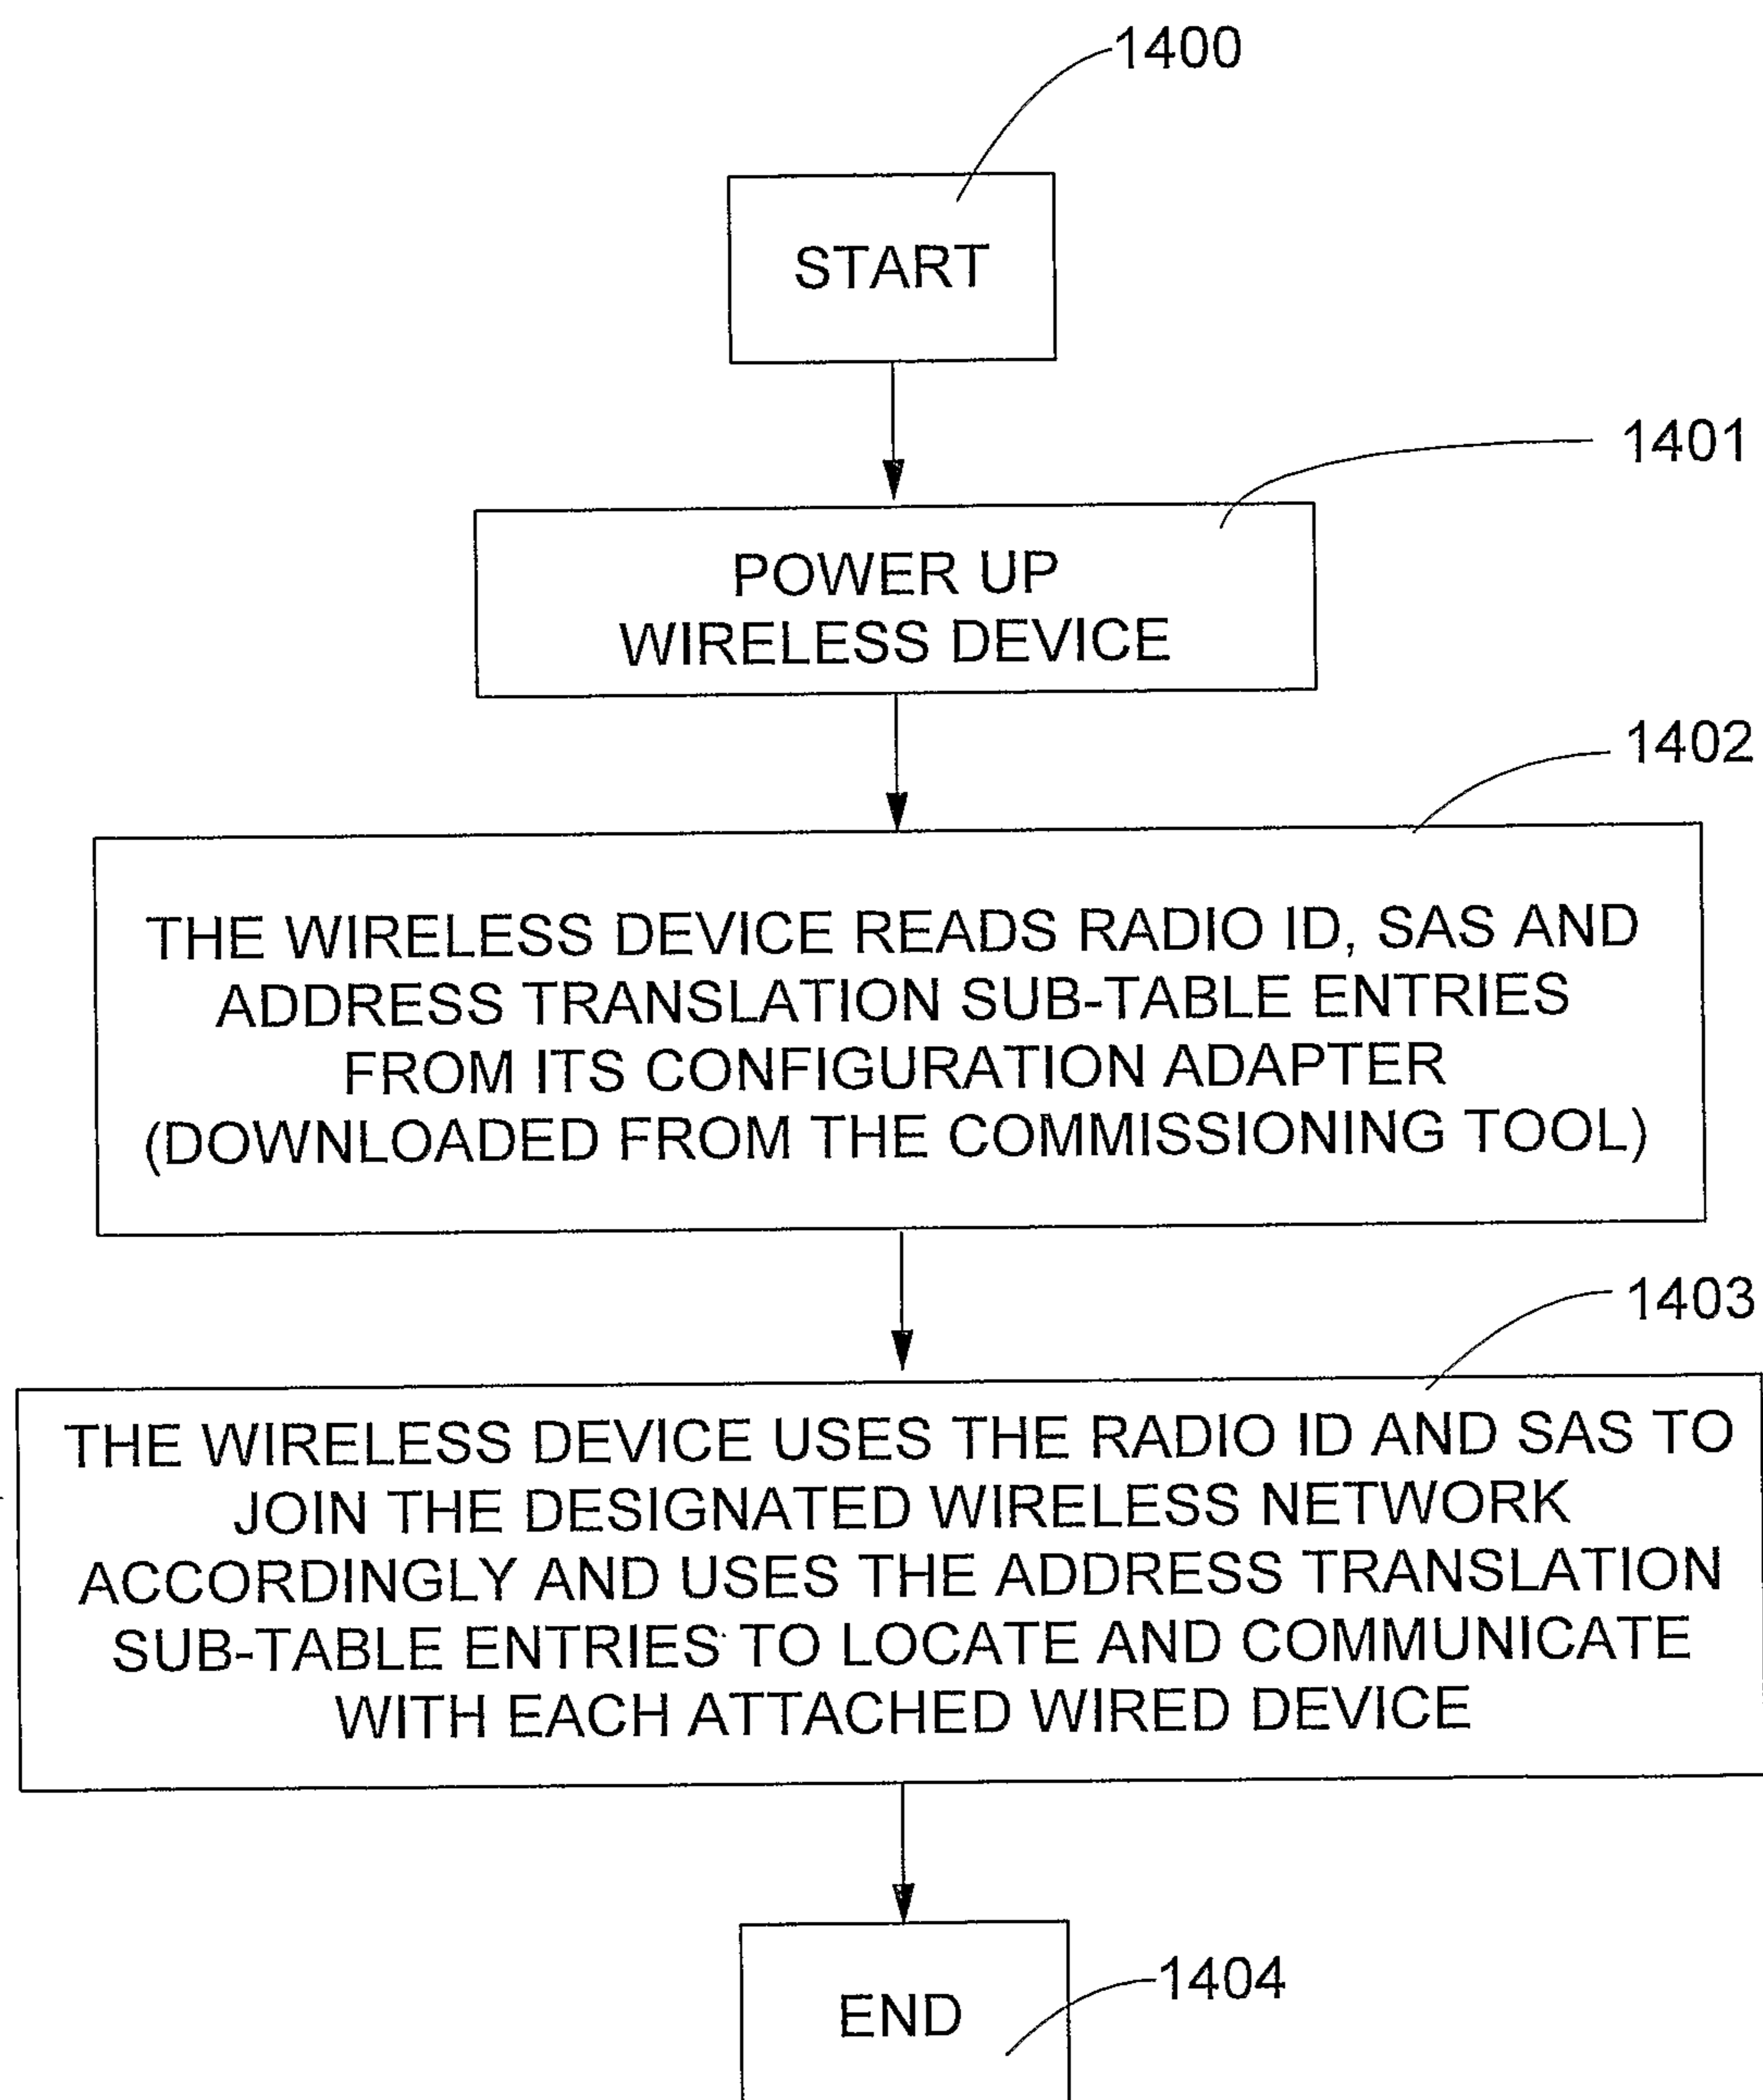 1400
START
1401
POWER UP
WIRELESS DEVICE
1402
THE WIRELESS DEVICE READS RADIO ID, SAS AND
ADDRESS TRANSLATION SUB-TABLE ENTRIES
FROM ITS CONFIGURATION ADAPTER
(DOWNLOADED FROM THE COMMISSIONING TOOL)
1403
THE WIRELESS DEVICE USES THE RADIO ID AND SAS TO
JOIN THE DESIGNATED WIRELESS NETWORK
ACCORDINGLY AND USES THE ADDRESS TRANSLATION
SUB-TABLE ENTRIES TO LOCATE AND COMMUNICATE
WITH EACH ATTACHED WIRED DEVICE
1404
END